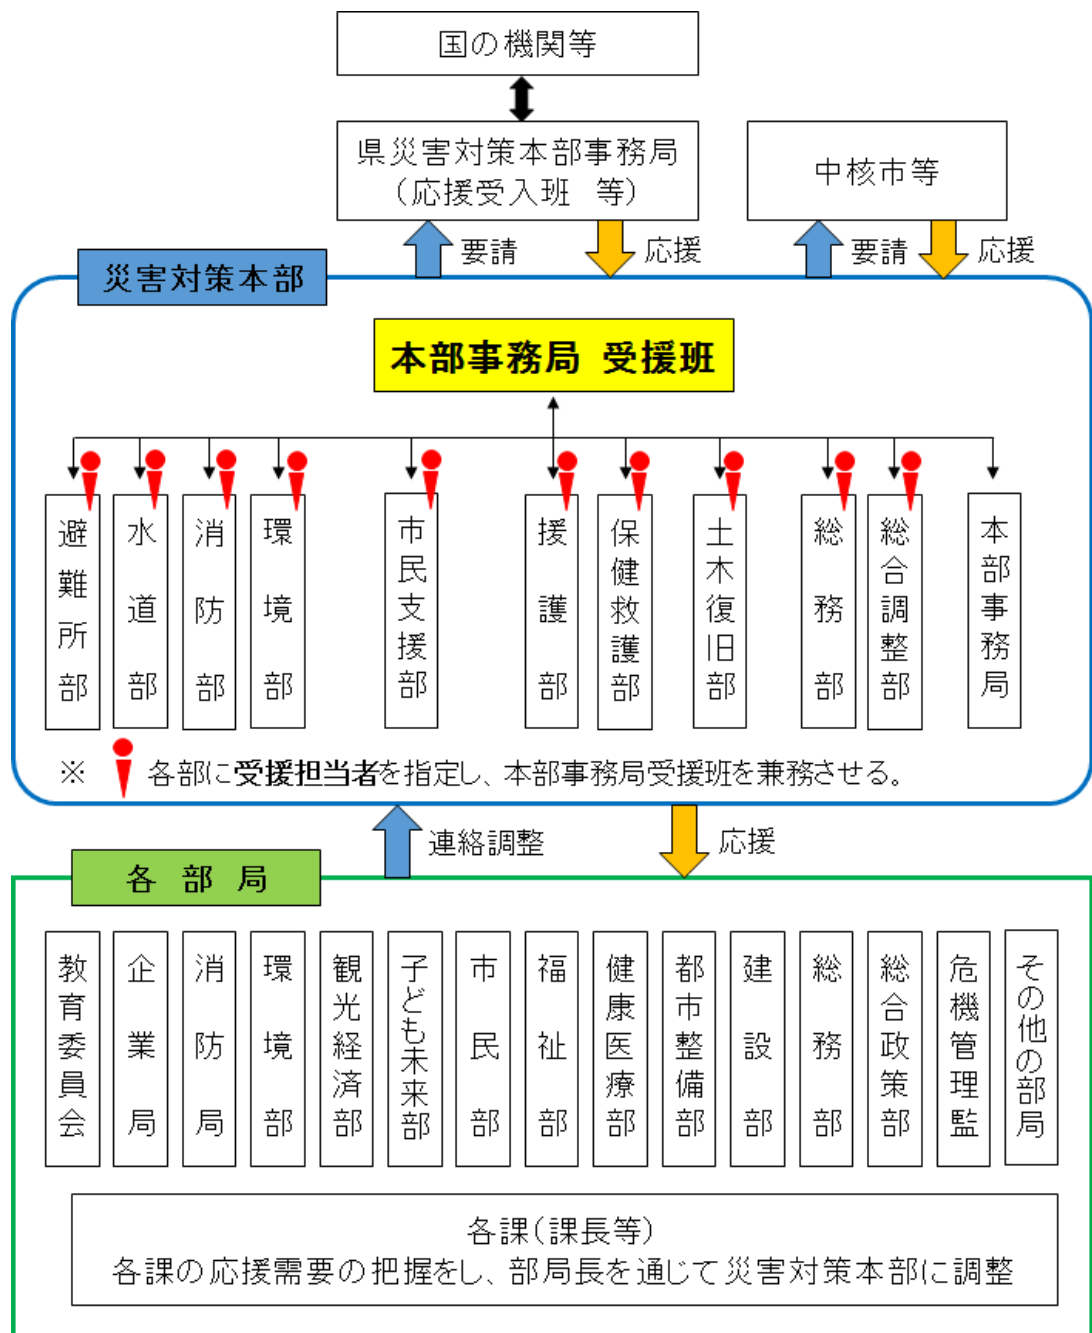 国の機関等
県災害対策本部事務局
(応援受入班　等)
中核市等
要請
応援
要請
応援
災害対策本部
本部事務局 受援班
避難所部
水道部
消防部
環境部
市民支援部
援護部
保健救護部
土木復旧部
総務部
総合調整部
本部事務局
※ 各部に受援担当者を指定し、本部事務局受援班を兼務させる。
連絡調整
応援
各部局
教育委員会
企業局
消防局
環境部
観光経済部
子ども未来部
市民部
福祉部
健康医療部
都市整備部
建設部
総務部
総合政策部
危機管理監
その他の部局
各課(課長等)
各課の応援需要の把握をし、部局長を通じて災害対策本部に調整